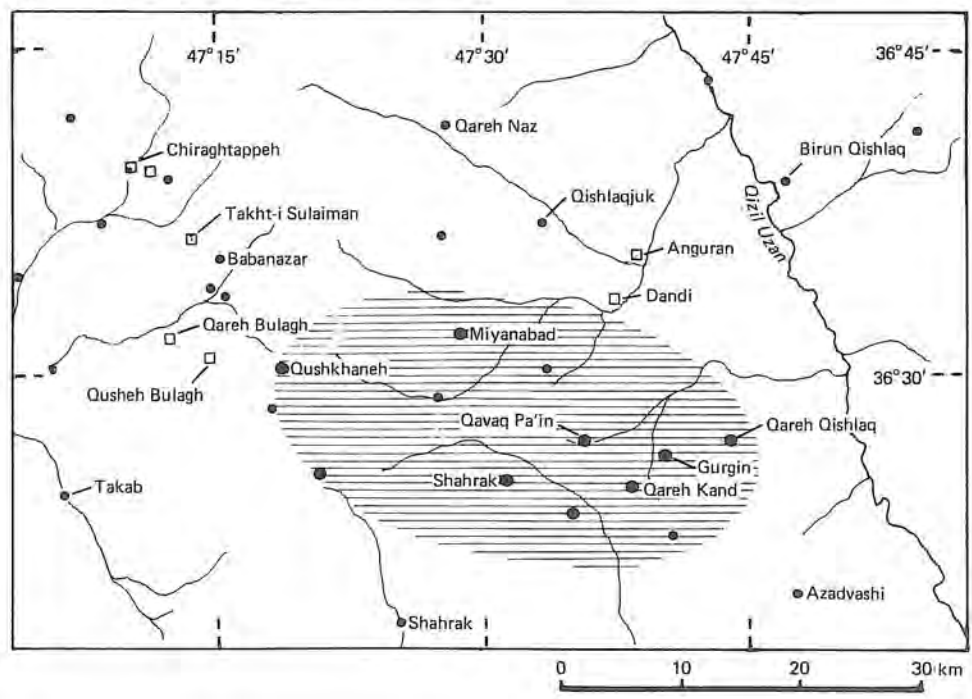 47°15'
47°30'
47°45'
36°45'
Qareh Naz
Chiraghtappeh
Birun Qishlaq
Qishlaqjuk
Takht-i Sulaiman
Qizil Uzan
Anguran
Babanazar
Dandi
Qareh Bulagh
Miyanabad
Qushkhaneh
36°30'
Qusheh Bulagh
Qavaq Pa'in
Qareh Qishlaq
Gurgin
Shahrak
Qareh Kand
Takab
Azadvashi
Shahrak
0 10 20 30 km